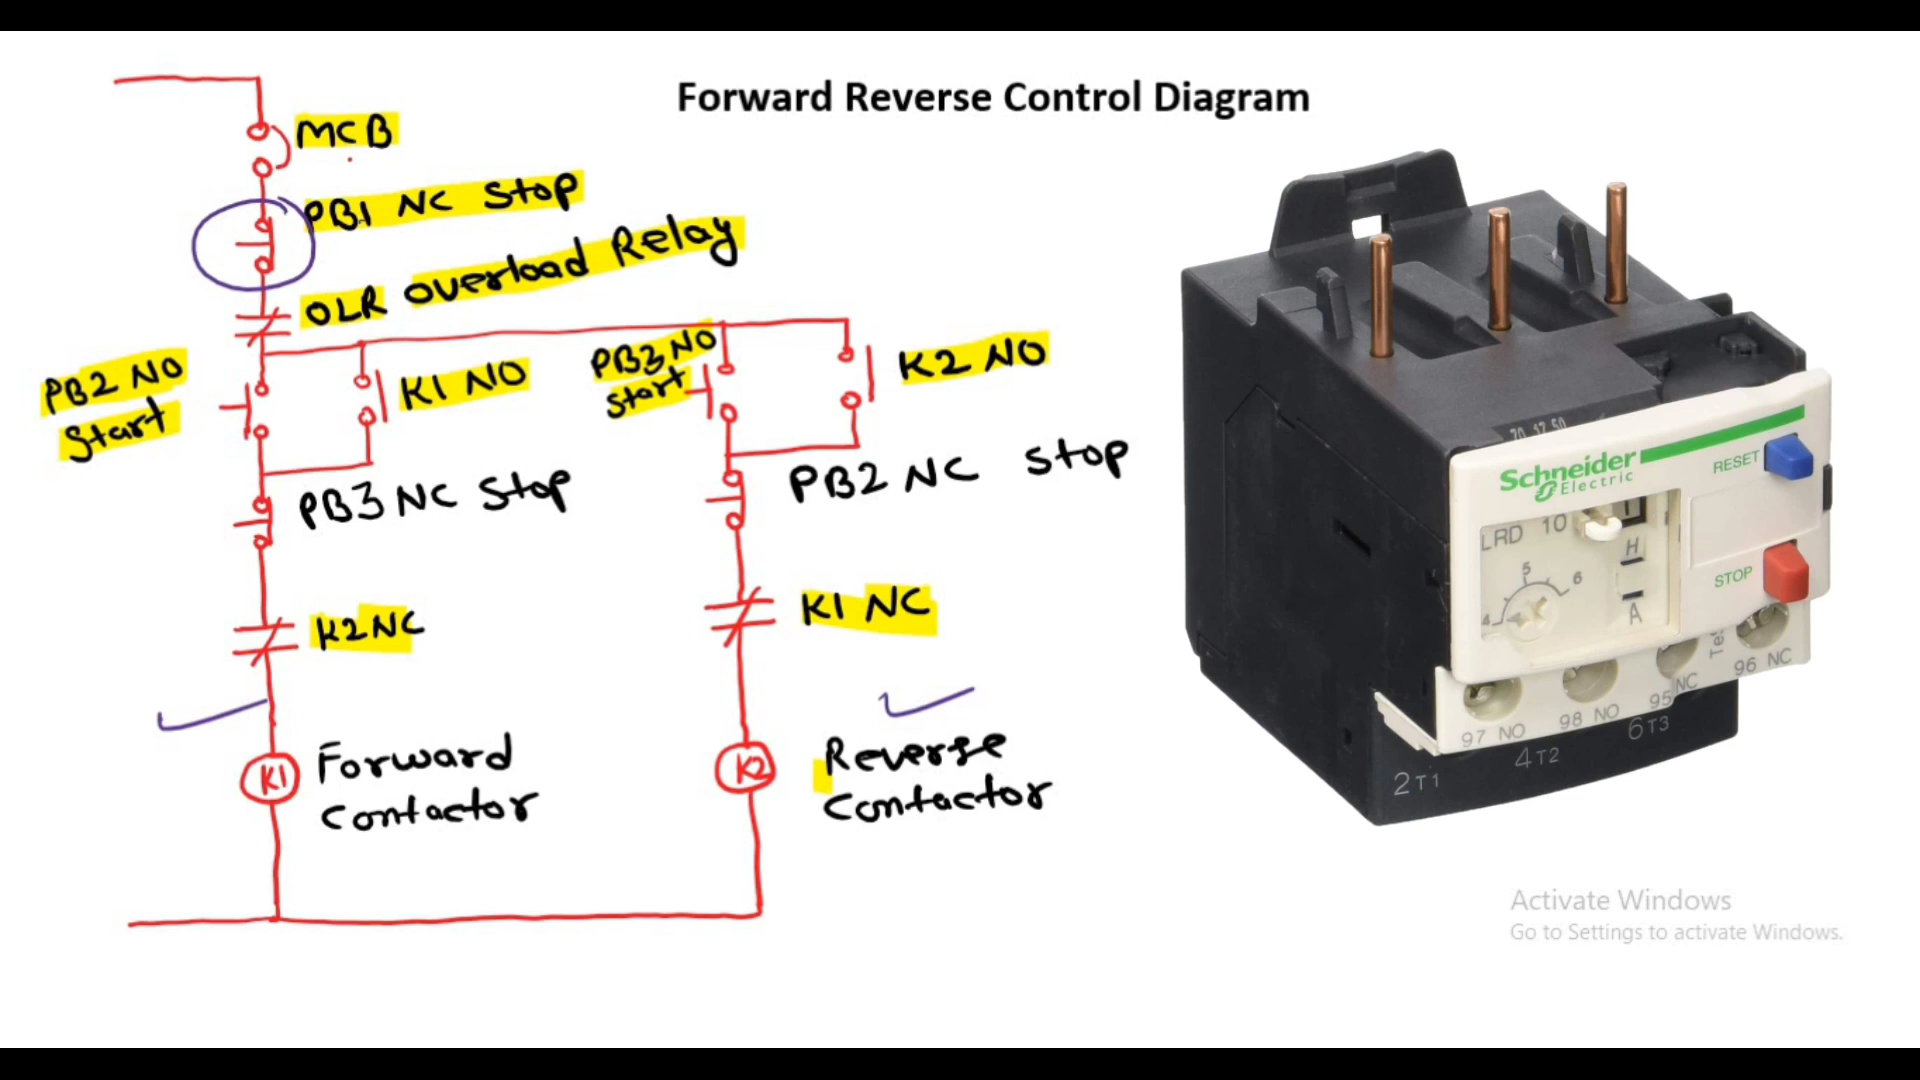 Forward Reverse Control Diagram
MCB
PB1 NC Stop
OLR Overload Relay
PB2 NO
Start
K1 NO
PB3 NO
Start
K2 NO
PB3 NC Stop
PB2 NC Stop
K2 NC
K1 NC
K1
Forward
Contactor
K2
Reverse
Contactor
Schneider
Electric
RESET
LRD 10
H
5
6
4
A
STOP
97 NO
98 NO
95 NC
96 NC
2T1
4T2
6T3
Activate Windows
Go to Settings to activate Windows.